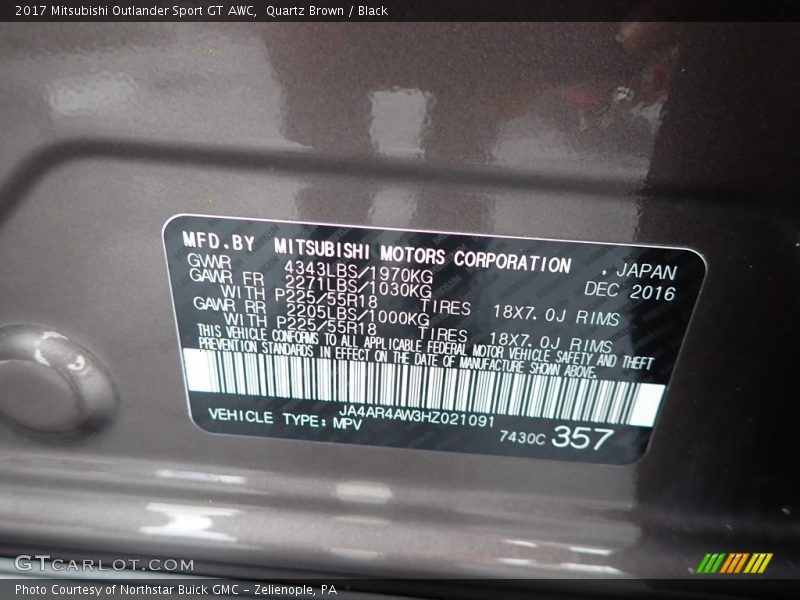 2017 Mitsubishi Outlander Sport GT AWC,  Quartz Brown / Black
MFD.BY MITSUBISHI MOTORS CORPORATION , JAPAN
GVWR 4343LBS/1970KG DEC 2016
GAWR FR 2271LBS/1030KG
WITH P225/55R18 TIRES 18X7.0J RIMS
GAWR RR 2205LBS/1000KG
WITH P225/55R18 TIRES 18X7.0J RIMS
THIS VEHICLE CONFORMS TO ALL APPLICABLE FEDERAL MOTOR VEHICLE SAFETY AND THEFT
PREVENTION STANDARDS IN EFFECT ON THE DATE OF MANUFACTURE SHOWN ABOVE.
JA4AR4AW3HZ021091
VEHICLE TYPE: MPV 7430C 357
GTCARLOT.COM
Photo Courtesy of Northstar Buick GMC - Zelienople, PA